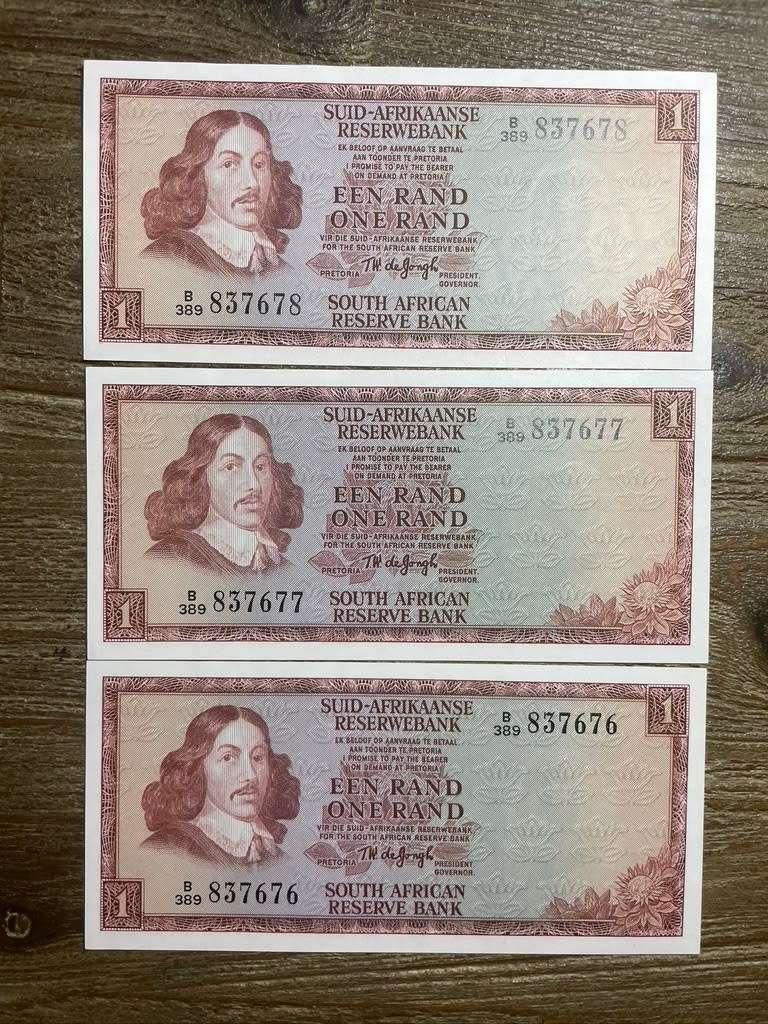 SUID-AFRIKAANSE
RESERWEBANK
B
389 837678
1
EK BELOOF OP AANVRAAG TE BETAAL
AAN TOONDER TE PRETORIA
I PROMISE TO PAY THE BEARER
ON DEMAND AT PRETORIA
EEN RAND
ONE RAND
VIR DIE SUID-AFRIKAANSE RESERWEBANK
FOR THE SOUTH AFRICAN RESERVE BANK
T.W. de Jongh
PRETORIA PRESIDENT.
GOVERNOR.
1
B
389 837678
SOUTH AFRICAN
RESERVE BANK
SUID-AFRIKAANSE
RESERWEBANK
B
389 837677
1
EK BELOOF OP AANVRAAG TE BETAAL
AAN TOONDER TE PRETORIA
I PROMISE TO PAY THE BEARER
ON DEMAND AT PRETORIA
EEN RAND
ONE RAND
VIR DIE SUID-AFRIKAANSE RESERWEBANK
FOR THE SOUTH AFRICAN RESERVE BANK
T.W. de Jongh
PRETORIA PRESIDENT.
GOVERNOR.
1
B
389 837677
SOUTH AFRICAN
RESERVE BANK
SUID-AFRIKAANSE
RESERWEBANK
B
389 837676
1
EK BELOOF OP AANVRAAG TE BETAAL
AAN TOONDER TE PRETORIA
I PROMISE TO PAY THE BEARER
ON DEMAND AT PRETORIA
EEN RAND
ONE RAND
VIR DIE SUID-AFRIKAANSE RESERWEBANK
FOR THE SOUTH AFRICAN RESERVE BANK
T.W. de Jongh
PRETORIA PRESIDENT.
GOVERNOR.
1
B
389 837676
SOUTH AFRICAN
RESERVE BANK